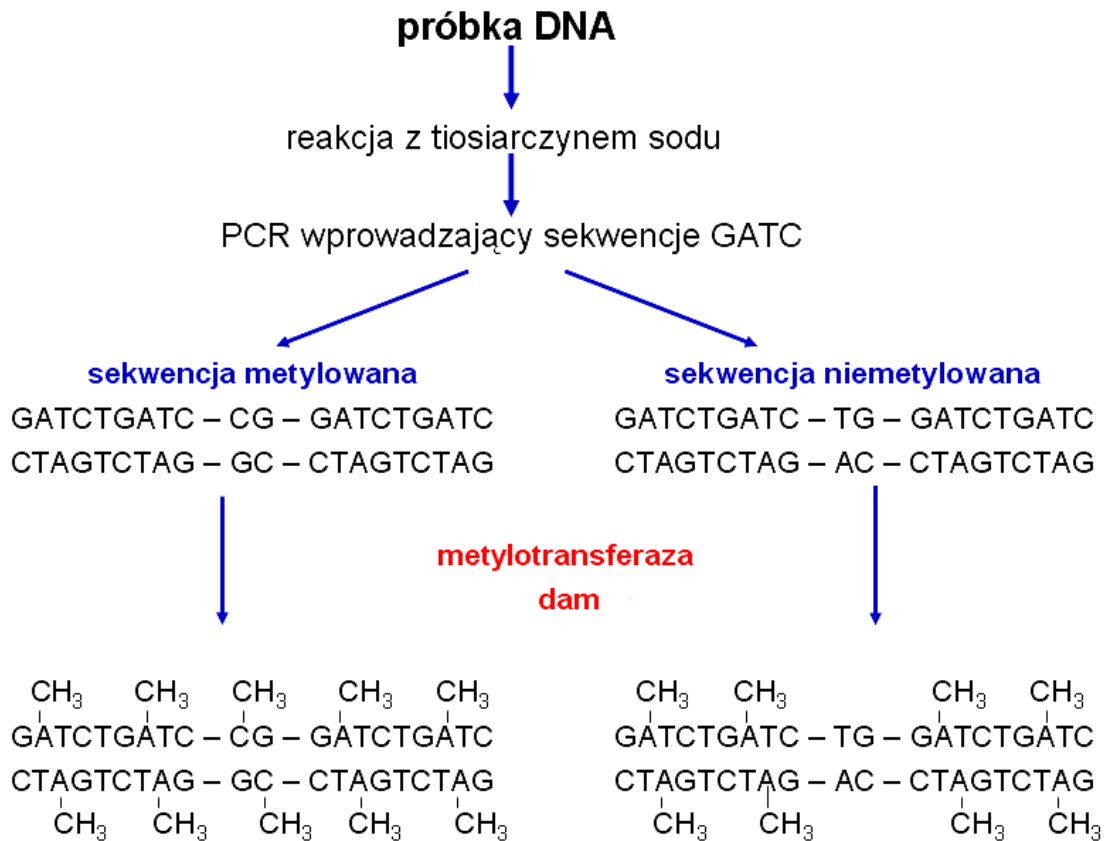 próbka DNA
reakcja z tiosiarczynem sodu
PCR wprowadzający sekwencje GATC
sekwencja metylowana
GATCTGATC – CG – GATCTGATC
CTAGTCTAG – GC – CTAGTCTAG
sekwencja niemetylowana
GATCTGATC – TG – GATCTGATC
CTAGTCTAG – AC – CTAGTCTAG
metylotransferaza
dam
CH₃ CH₃ CH₃ CH₃ CH₃
GATCTGATC – CG – GATCTGATC
CTAGTCTAG – GC – CTAGTCTAG
CH₃ CH₃ CH₃ CH₃ CH₃
CH₃ CH₃ CH₃ CH₃
GATCTGATC – TG – GATCTGATC
CTAGTCTAG – AC – CTAGTCTAG
CH₃ CH₃ CH₃ CH₃